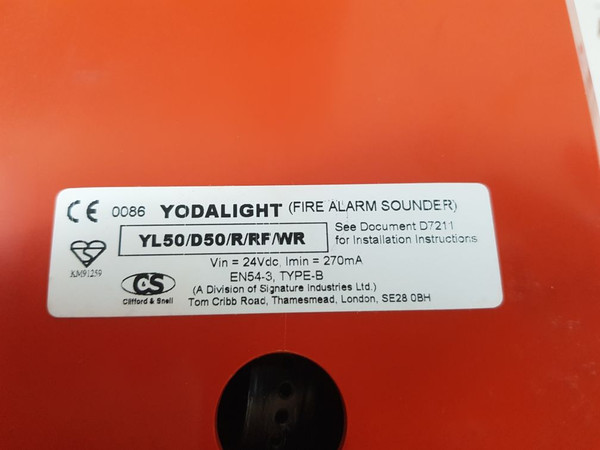 CE 0086 YODALIGHT (FIRE ALARM SOUNDER)
YL50/D50/R/RF/WR
See Document D7211
for Installation Instructions
Vin = 24Vdc, Imin = 270mA
EN54-3, TYPE-B
(A Division of Signature Industries Ltd.)
Tom Cribb Road, Thamesmead, London, SE28 0BH
S
KM91259
CS
Clifford & Snell